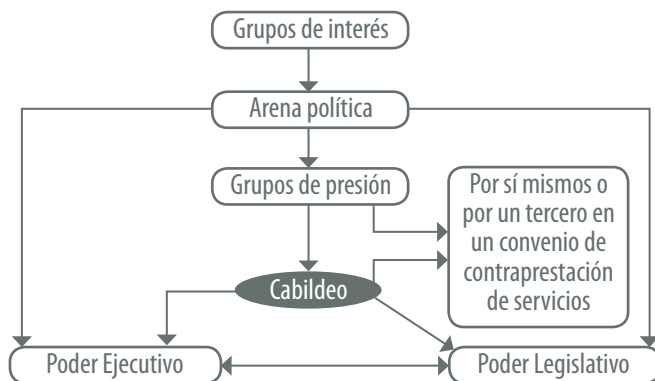 Grupos de interés
Arena política
Grupos de presión
Por sí mismos o
por un tercero en
un convenio de
contraprestación
de servicios
Cabildeo
Poder Ejecutivo
Poder Legislativo